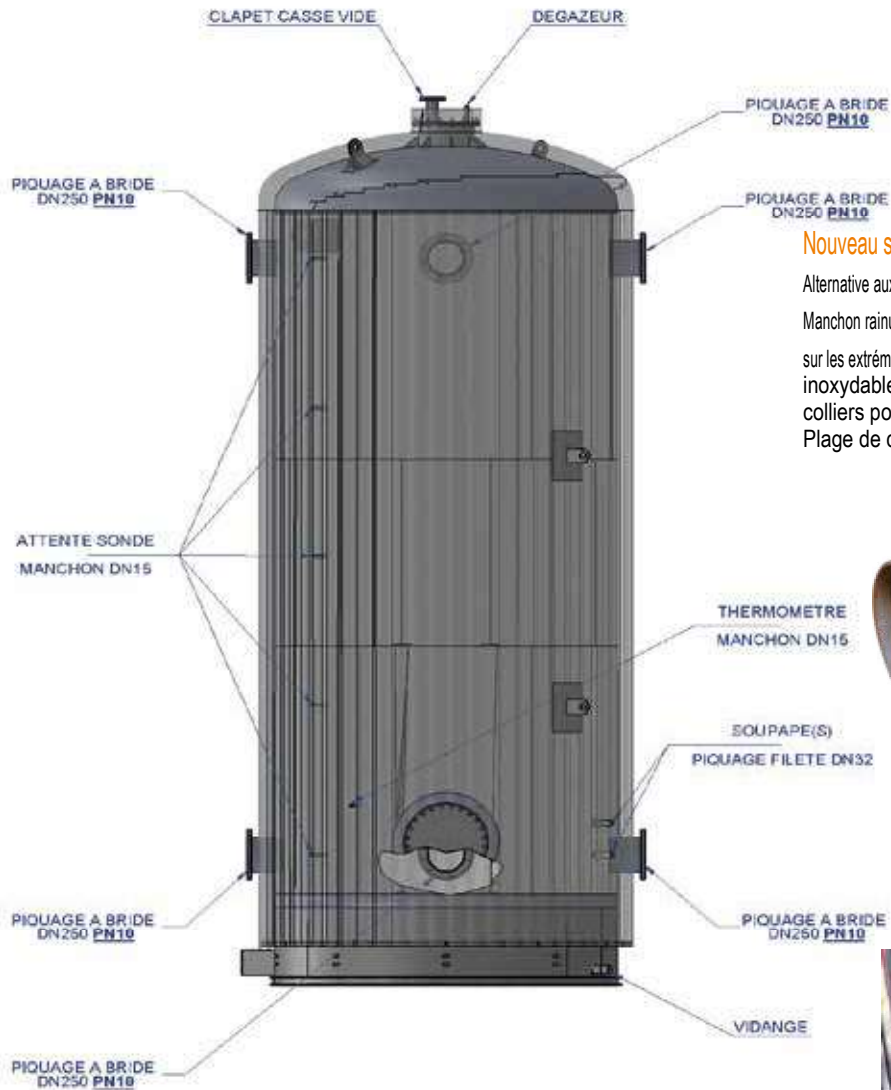 CLAPET CASSE VIDE
DEGAZEUR
PIQUAGE A BRIDE
DN250 PN10
PIQUAGE A BRIDE
DN250 PN10
PIQUAGE A BRIDE
DN250 PN10
Nouveau s
Alternative aux
Manchon rainu
sur les extrém
inoxydable
colliers po
Plage de
ATTENTE SONDE
MANCHON DN15
THERMOMETRE
MANCHON DN15
SOUPAPE(S)
PIQUAGE FILETE DN32
PIQUAGE A BRIDE
DN250 PN10
PIQUAGE A BRIDE
DN250 PN10
VIDANGE
PIQUAGE A BRIDE
DN250 PN10